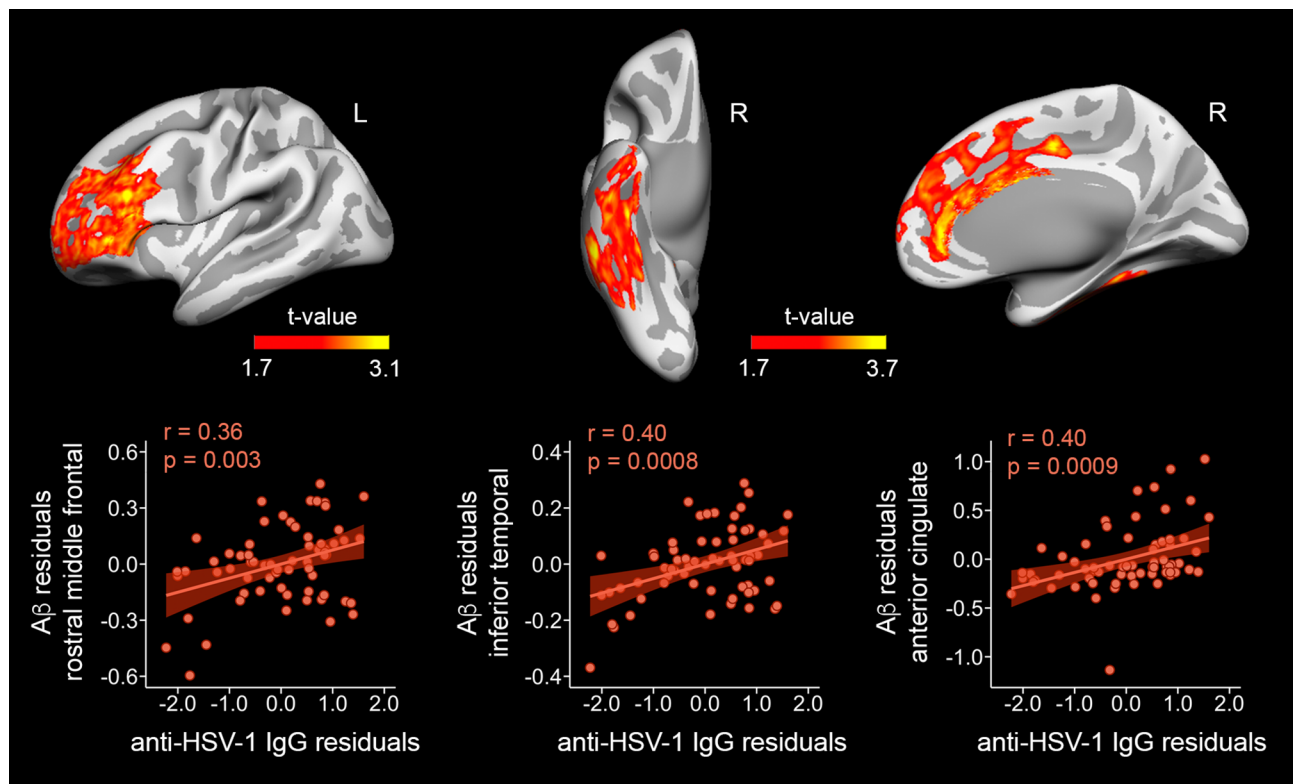 L
R
R
t-value
1.7
3.1
t-value
1.7
3.7
r = 0.36
p = 0.003
Aβ residuals
rostral middle frontal
0.6
0.3
0.0
-0.3
-0.6
-2.0 -1.0 0.0 1.0 2.0
anti-HSV-1 IgG residuals
r = 0.40
p = 0.0008
Aβ residuals
inferior temporal
0.4
0.2
0.0
-0.2
-0.4
-2.0 -1.0 0.0 1.0 2.0
anti-HSV-1 IgG residuals
r = 0.40
p = 0.0009
Aβ residuals
anterior cingulate
1.0
0.5
0.0
-0.5
-1.0
-2.0 -1.0 0.0 1.0 2.0
anti-HSV-1 IgG residuals